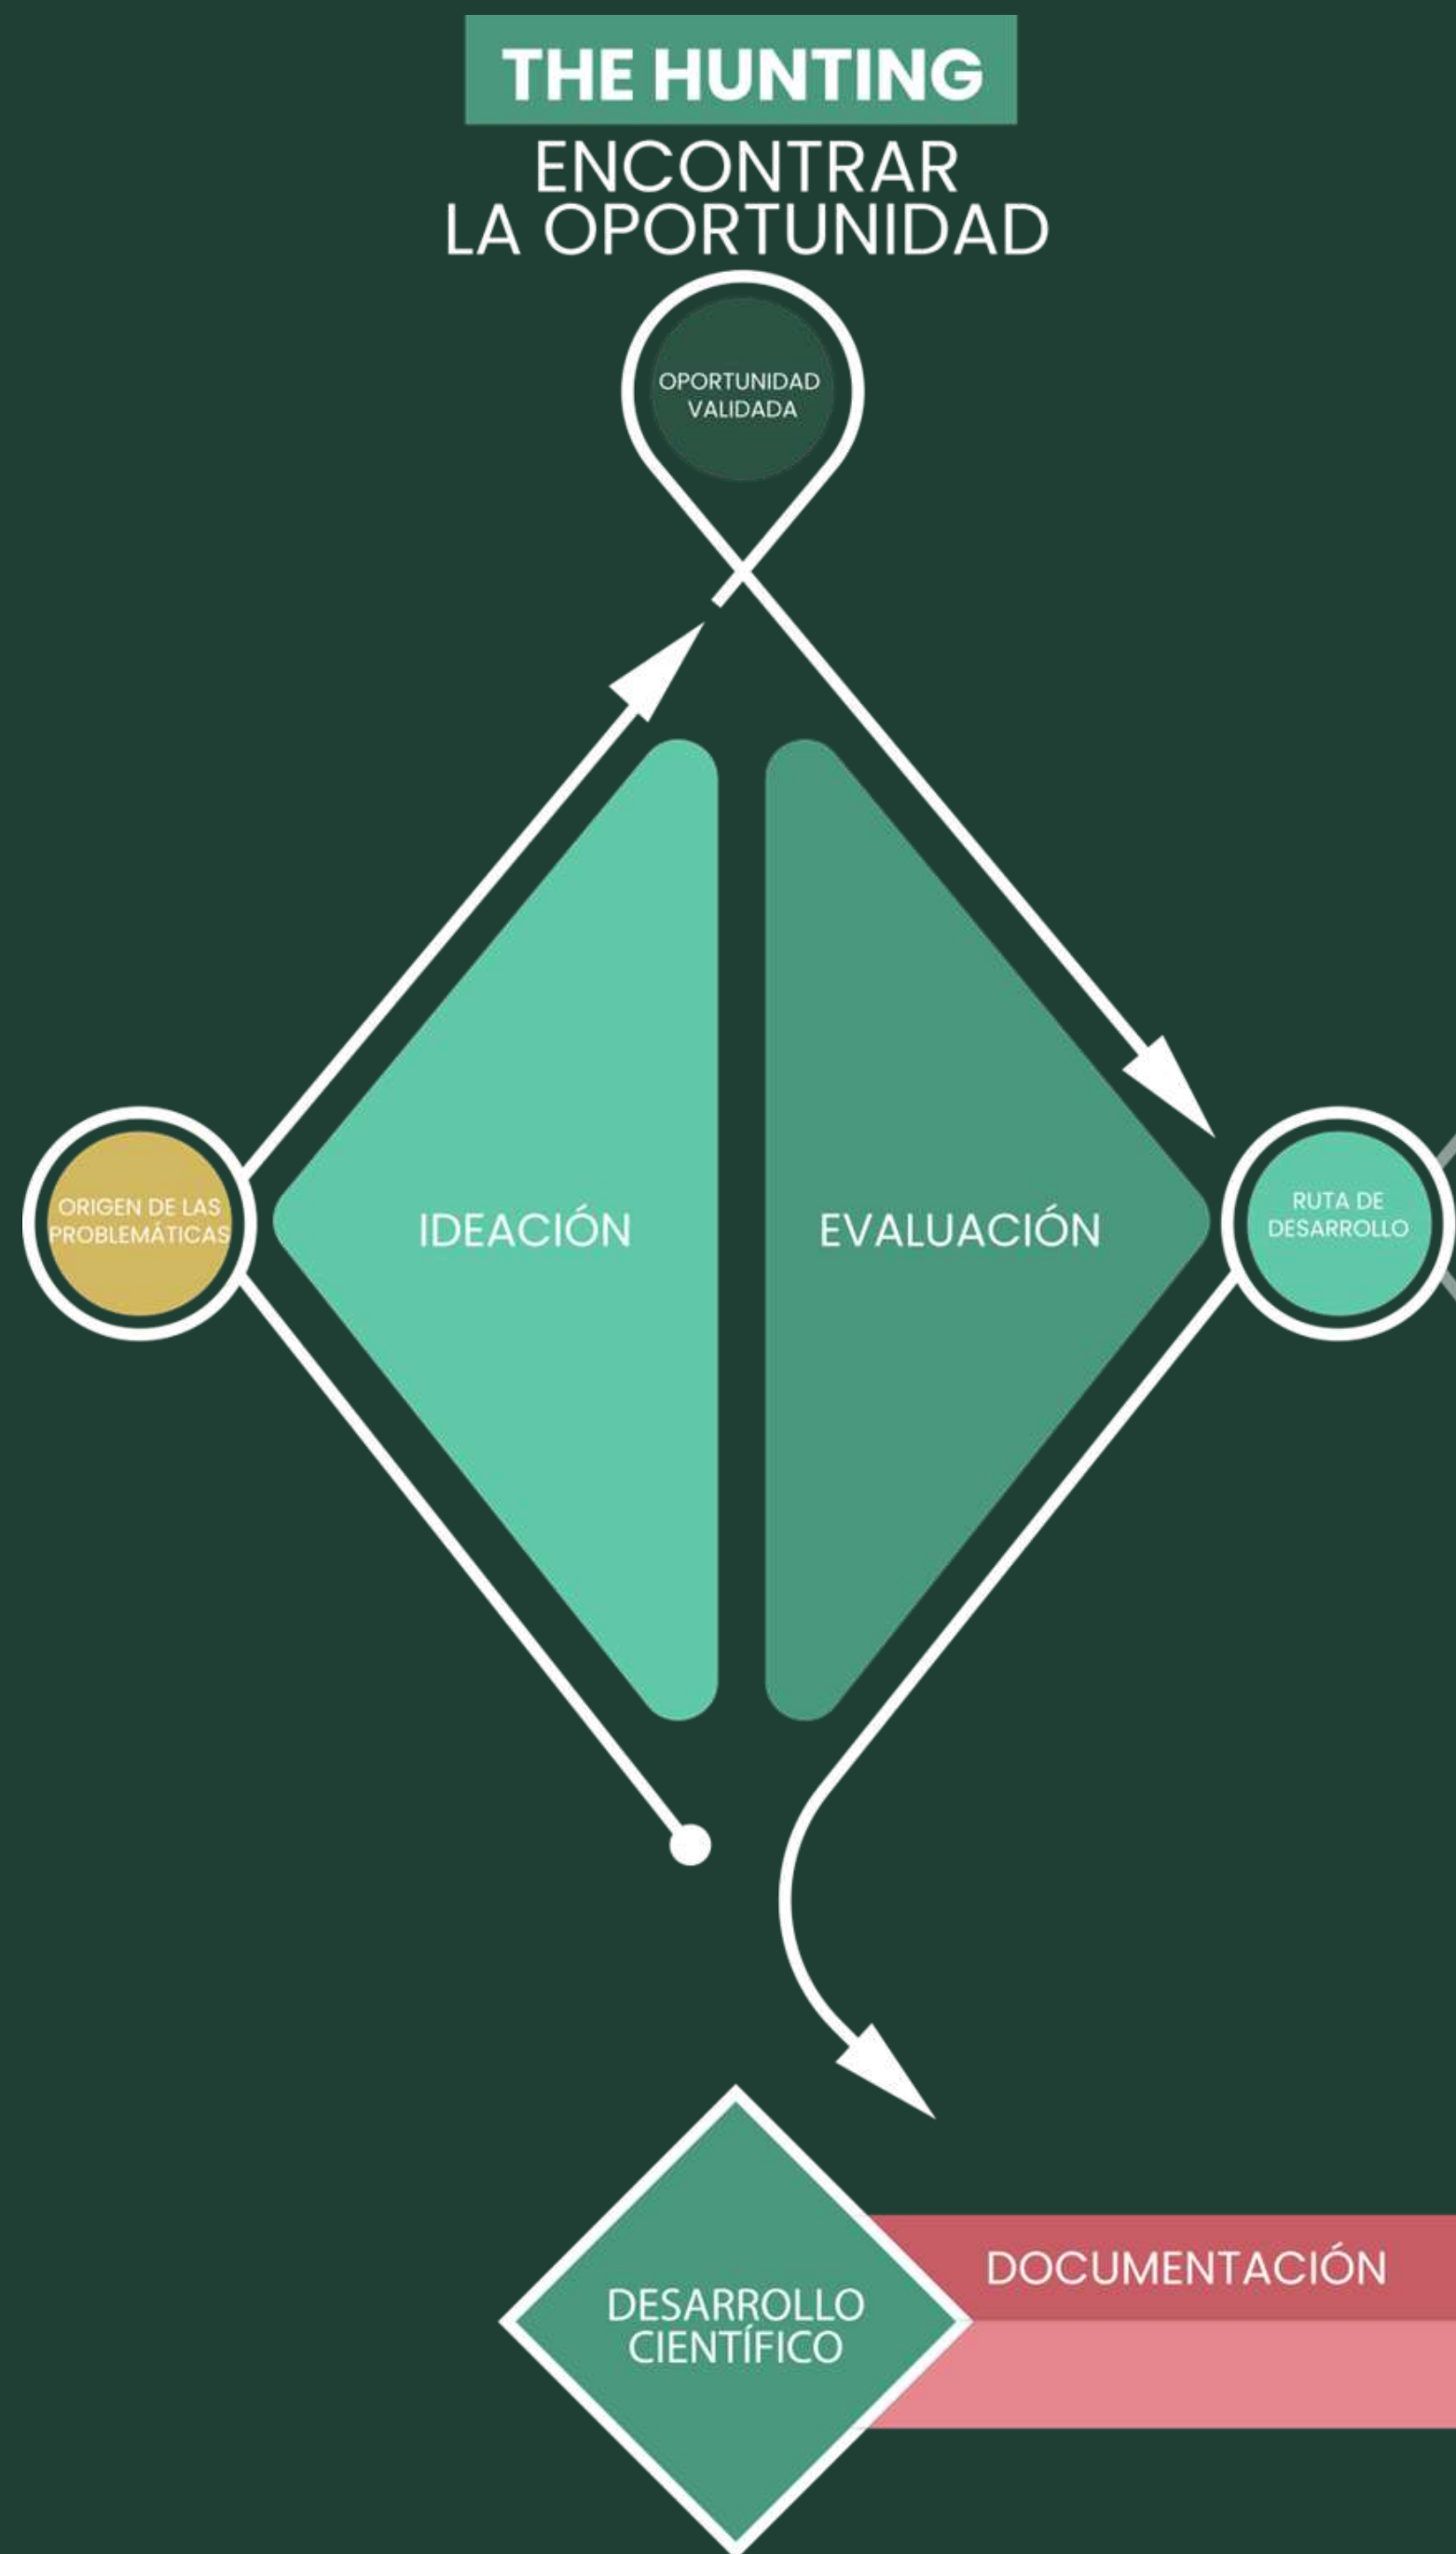 THE HUNTING
ENCONTRAR
LA OPORTUNIDAD
OPORTUNIDAD
VALIDADA
ORIGEN DE LAS
PROBLEMÁTICAS
IDEACIÓN
EVALUACIÓN
RUTA DE
DESARROLLO
DESARROLLO
CIENTÍFICO
DOCUMENTACIÓN